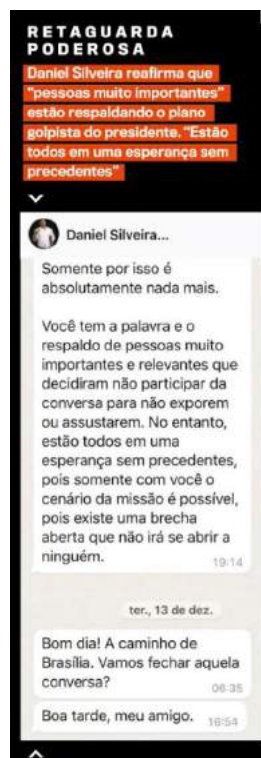 RETAGUARDA
PODEROSA
Daniel Silveira reafirma que
"pessoas muito importantes"
estão respaldando o plano
golpista do presidente. "Estão
todos em uma esperança sem
precedentes"
Daniel Silveira...
Somente por isso é
absolutamente nada mais.
Você tem a palavra e o
respaldo de pessoas muito
importantes e relevantes que
decidiram não participar da
conversa para não exporem
ou assustarem. No entanto,
estão todos em uma
esperança sem precedentes,
pois somente com você o
cenário da missão é possível,
pois existe uma brecha
aberta que não irá se abrir a
ninguém.
19:14
ter., 13 de dez.
Bom dia! A caminho de
Brasília. Vamos fechar aquela
conversa?
06:35
Boa tarde, meu amigo.
16:54